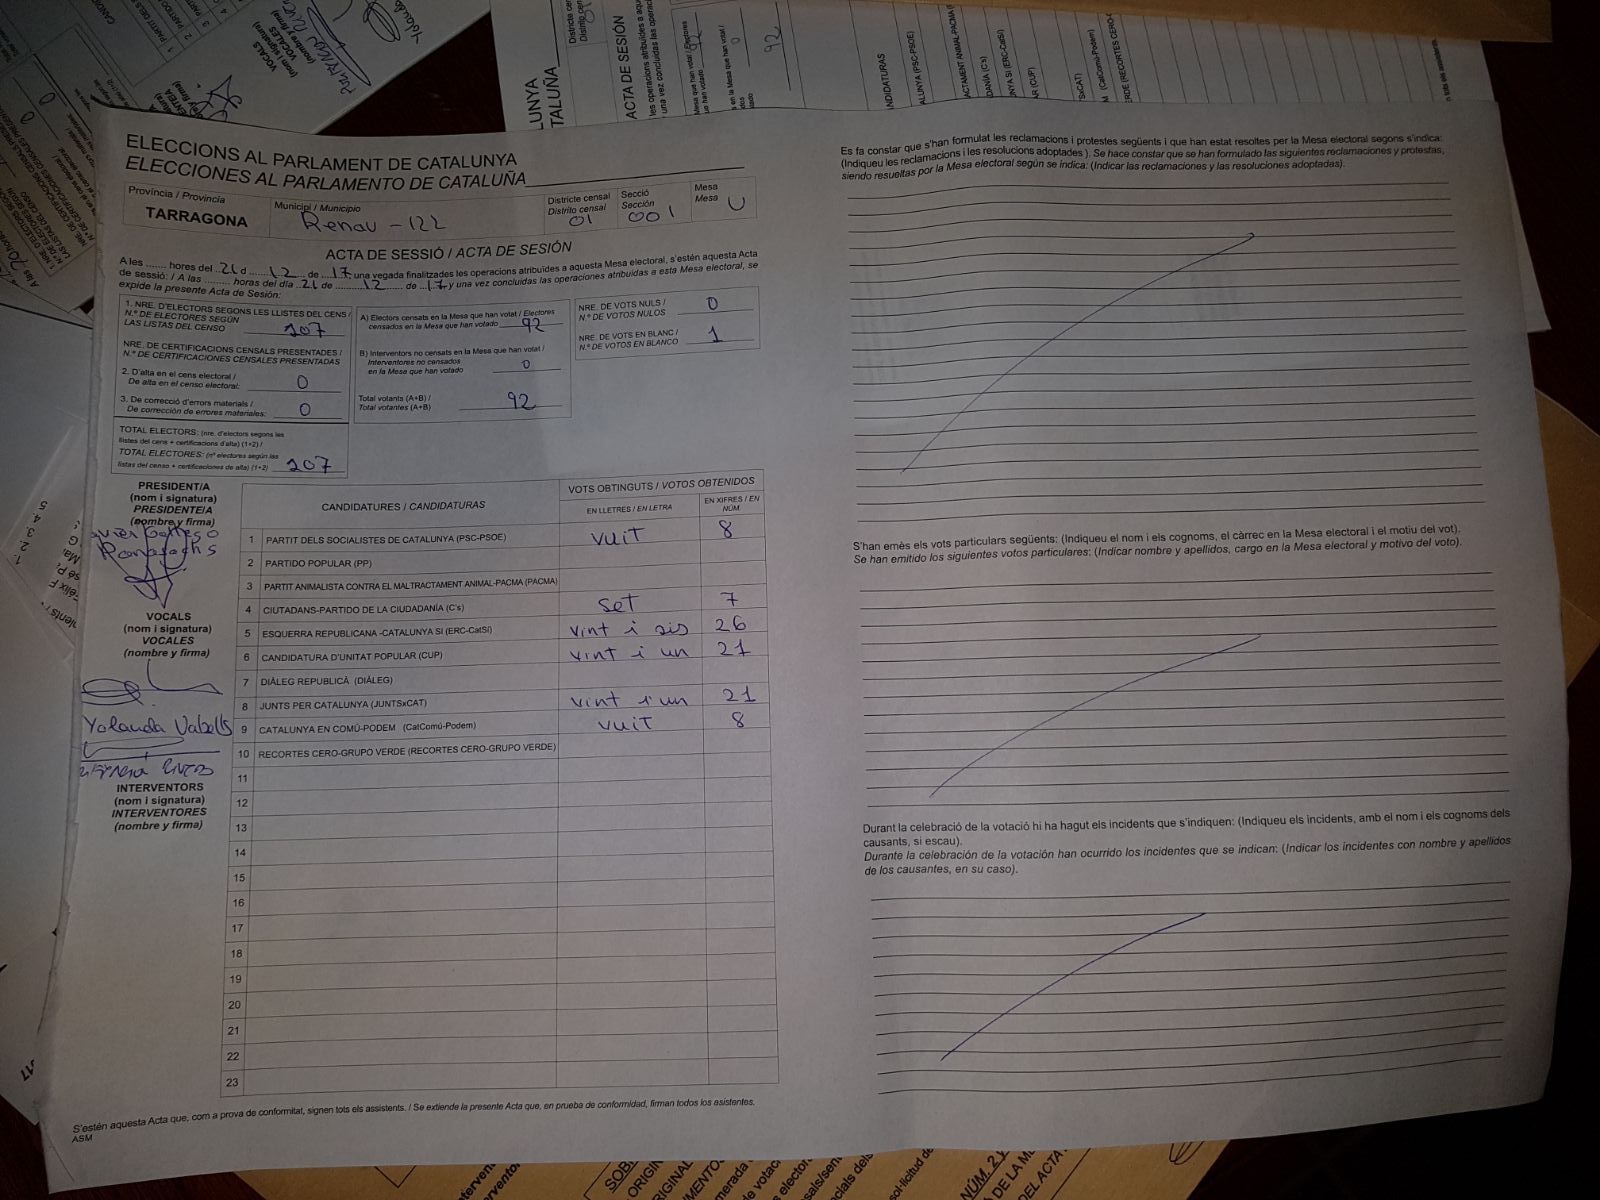 ELECCIONS AL PARLAMENT DE CATALUNYA
ELECCIONES AL PARLAMENTO DE CATALUÑA
Província / Provincia
TARRAGONA
Municipi / Municipio
Renau - 122
Districte censal
Distrito censal
01
Secció
Sección
001
Mesa
Mesa
U
ACTA DE SESSIÓ / ACTA DE SESIÓN
A les ....... hores del 21 d ...... 12 ... de ... 17, una vegada finalitzades les operacions atribuïdes a aquesta Mesa electoral, s'estén aquesta Acta
de sessió: / A las ......... horas del día 21 de ......... 12 ...... de ...17 y una vez concluidas las operaciones atribuidas a esta Mesa electoral, se
expide la presente Acta de Sesión:
1. NRE. D'ELECTORS SEGONS LES LLISTES DEL CENS /
N.º DE ELECTORES SEGÚN
LAS LISTAS DEL CENSO 107
NRE. DE CERTIFICACIONS CENSALS PRESENTADES /
N.º DE CERTIFICACIONES CENSALES PRESENTADAS
2. D'alta en el cens electoral /
De alta en el censo electoral: 0
3. De correcció d'errors materials /
De corrección de errores materiales: 0
TOTAL ELECTORS: (nre. d'electors segons les
llistes del cens + certificacions d'alta) (1+2) /
TOTAL ELECTORES: (nº electores según las
listas del censo + certificaciones de alta) (1+2) 107
A) Electors censats en la Mesa que han votat / Electores
censados en la Mesa que han votado 92
B) Interventors no censats en la Mesa que han votat /
Interventores no censados
en la Mesa que han votado 0
Total votants (A+B) /
Total votantes (A+B) 92
NRE. DE VOTS NULS /
N.º DE VOTOS NULOS 0
NRE. DE VOTS EN BLANC /
N.º DE VOTOS EN BLANCO 1
PRESIDENT/A
(nom i signatura)
PRESIDENTE/A
(nombre y firma)
VOCALS
(nom i signatura)
VOCALES
(nombre y firma)
Yolanda Vabells
INTERVENTORS
(nom i signatura)
INTERVENTORES
(nombre y firma)
CANDIDATURES / CANDIDATURAS
VOTS OBTINGUTS / VOTOS OBTENIDOS
EN LLETRES / EN LETRA
EN XIFRES / EN NÚM.
1 PARTIT DELS SOCIALISTES DE CATALUNYA (PSC-PSOE) vuit 8
2 PARTIDO POPULAR (PP)
3 PARTIT ANIMALISTA CONTRA EL MALTRACTAMENT ANIMAL-PACMA (PACMA)
4 CIUTADANS-PARTIDO DE LA CIUDADANÍA (C's) set 7
5 ESQUERRA REPUBLICANA -CATALUNYA SÍ (ERC-CatSí) vint i sis 26
6 CANDIDATURA D'UNITAT POPULAR (CUP) vint i un 21
7 DIÀLEG REPUBLICÀ (DIÀLEG)
8 JUNTS PER CATALUNYA (JUNTSxCAT) vint i un 21
9 CATALUNYA EN COMÚ-PODEM (CatComú-Podem) vuit 8
10 RECORTES CERO-GRUPO VERDE (RECORTES CERO-GRUPO VERDE)
11
12
13
14
15
16
17
18
19
20
21
22
23
S'estén aquesta Acta que, com a prova de conformitat, signen tots els assistents. / Se extiende la presente Acta que, en prueba de conformidad, firman todos los asistentes.
ASM
Es fa constar que s'han formulat les reclamacions i protestes següents i que han estat resoltes per la Mesa electoral segons s'indica:
(Indiqueu les reclamacions i les resolucions adoptades ). Se hace constar que se han formulado las siguientes reclamaciones y protestas,
siendo resueltas por la Mesa electoral según se indica: (Indicar las reclamaciones y las resoluciones adoptadas).
S'han emès els vots particulars següents: (Indiqueu el nom i els cognoms, el càrrec en la Mesa electoral i el motiu del vot).
Se han emitido los siguientes votos particulares: (Indicar nombre y apellidos, cargo en la Mesa electoral y motivo del voto).
Durant la celebració de la votació hi ha hagut els incidents que s'indiquen: (Indiqueu els incidents, amb el nom i els cognoms dels
causants, si escau).
Durante la celebración de la votación han ocurrido los incidentes que se indican: (Indicar los incidentes con nombre y apellidos
de los causantes, en su caso).